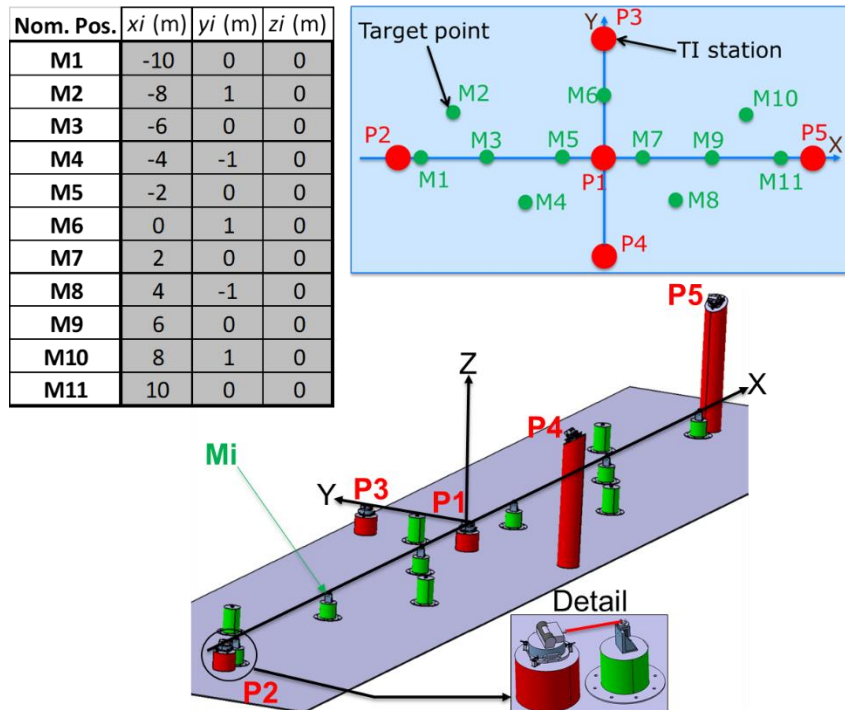 Nom. Pos. xi (m) yi (m) zi (m)
M1 -10 0 0
M2 -8 1 0
M3 -6 0 0
M4 -4 -1 0
M5 -2 0 0
M6 0 1 0
M7 2 0 0
M8 4 -1 0
M9 6 0 0
M10 8 1 0
M11 10 0 0
Y P3
Target point
TI station
M2 M6 M10
P2 M3 M5 M7 M9 P5
X
M1 P1 M11
M4 M8
P4
P5
Z
X
P4
Mi
Y P3 P1
Detail
P2